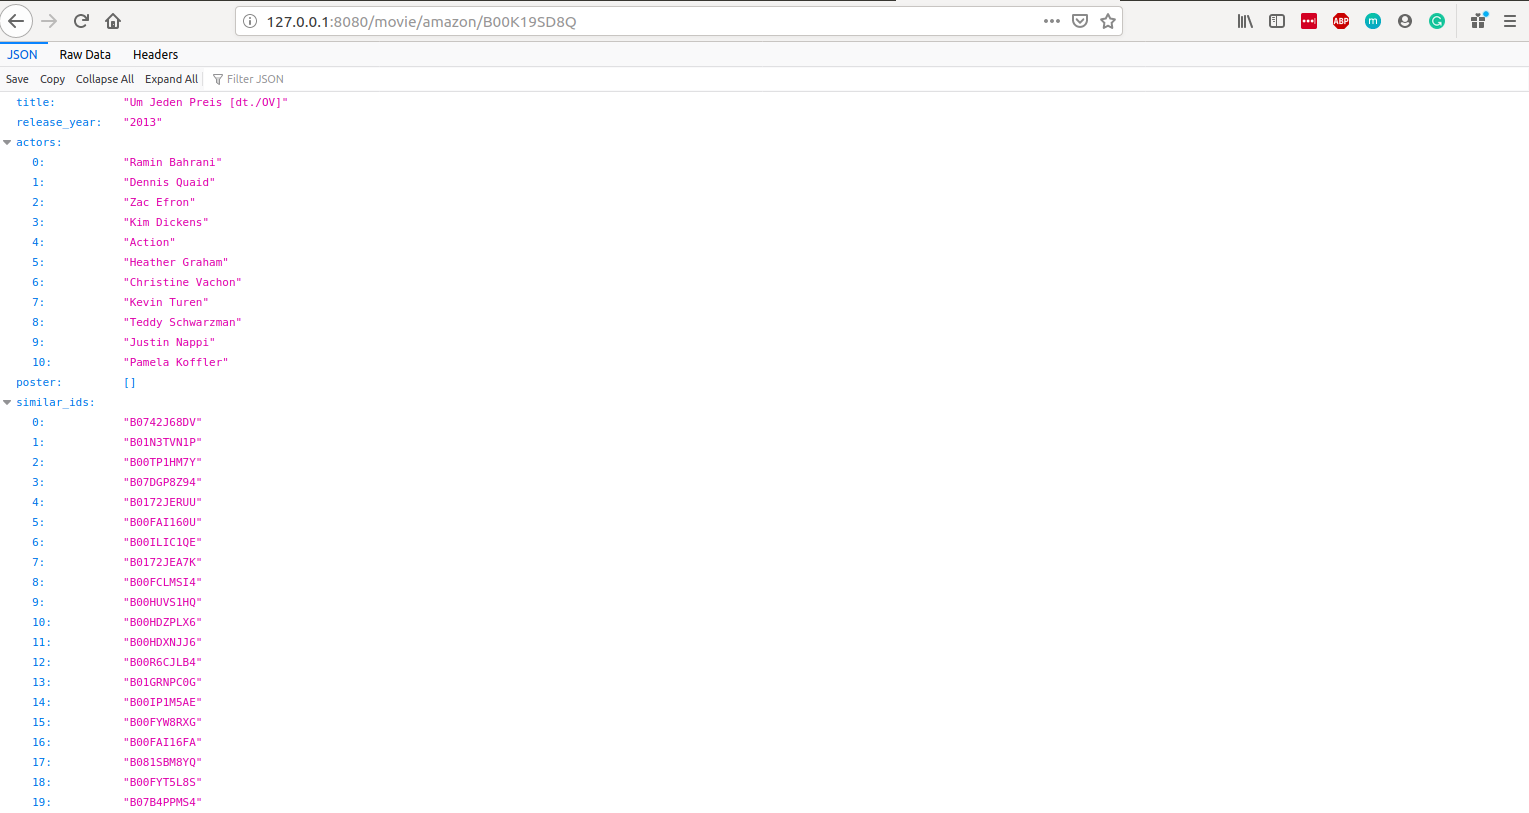 127.0.0.1:8080/movie/amazon/B00K19SD8Q
ABP
m
G
JSON Raw Data Headers
Save Copy Collapse All Expand All Filter JSON
title: "Um Jeden Preis [dt./OV]"
release_year: "2013"
actors:
0: "Ramin Bahrani"
1: "Dennis Quaid"
2: "Zac Efron"
3: "Kim Dickens"
4: "Action"
5: "Heather Graham"
6: "Christine Vachon"
7: "Kevin Turen"
8: "Teddy Schwarzman"
9: "Justin Nappi"
10: "Pamela Koffler"
poster: []
similar_ids:
0: "B0742J68DV"
1: "B01N3TVN1P"
2: "B00TP1HM7Y"
3: "B07DGP8Z94"
4: "B0172JERUU"
5: "B00FAI160U"
6: "B00ILIC1QE"
7: "B0172JEA7K"
8: "B00FCLMSI4"
9: "B00HUVS1HQ"
10: "B00HDZPLX6"
11: "B00HDXNJJ6"
12: "B00R6CJLB4"
13: "B01GRNPC0G"
14: "B00IP1M5AE"
15: "B00FYW8RXG"
16: "B00FAI16FA"
17: "B081SBM8YQ"
18: "B00FYT5L8S"
19: "B07B4PPMS4"